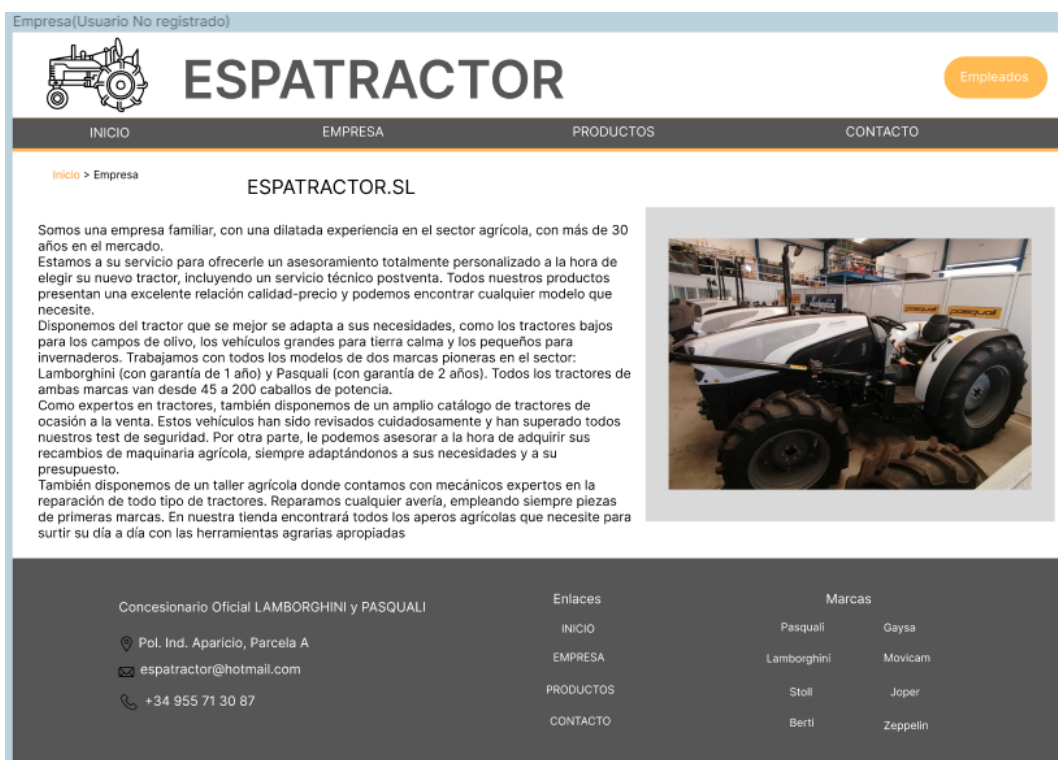 Empresa(Usuario No registrado)
ESPATRACTOR
Empleados
INICIO
EMPRESA
PRODUCTOS
CONTACTO
Inicio > Empresa
ESPATRACTOR.SL
Somos una empresa familiar, con una dilatada experiencia en el sector agrícola, con más de 30
años en el mercado.
Estamos a su servicio para ofrecerle un asesoramiento totalmente personalizado a la hora de
elegir su nuevo tractor, incluyendo un servicio técnico postventa. Todos nuestros productos
presentan una excelente relación calidad-precio y podemos encontrar cualquier modelo que
necesite.
Disponemos del tractor que se mejor se adapta a sus necesidades, como los tractores bajos
para los campos de olivo, los vehículos grandes para tierra calma y los pequeños para
invernaderos. Trabajamos con todos los modelos de dos marcas pioneras en el sector:
Lamborghini (con garantía de 1 año) y Pasquali (con garantía de 2 años). Todos los tractores de
ambas marcas van desde 45 a 200 caballos de potencia.
Como expertos en tractores, también disponemos de un amplio catálogo de tractores de
ocasión a la venta. Estos vehículos han sido revisados cuidadosamente y han superado todos
nuestros test de seguridad. Por otra parte, le podemos asesorar a la hora de adquirir sus
recambios de maquinaria agrícola, siempre adaptándonos a sus necesidades y a su
presupuesto.
También disponemos de un taller agrícola donde contamos con mecánicos expertos en la
reparación de todo tipo de tractores. Reparamos cualquier avería, empleando siempre piezas
de primeras marcas. En nuestra tienda encontrará todos los aperos agrícolas que necesite para
surtir su día a día con las herramientas agrarias apropiadas
pasquali
pasquali
Concesionario Oficial LAMBORGHINI y PASQUALI
Pol. Ind. Aparicio, Parcela A
espatractor@hotmail.com
+34 955 71 30 87
Enlaces
INICIO
EMPRESA
PRODUCTOS
CONTACTO
Marcas
Pasquali
Gaysa
Lamborghini
Movicam
Stoll
Joper
Berti
Zeppelin